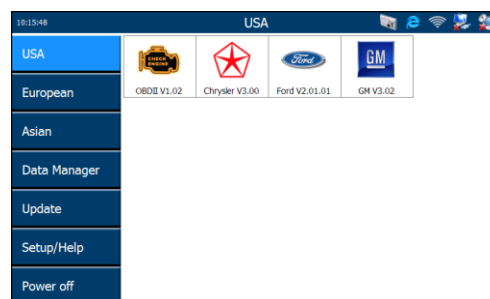 10:15:48
USA
USA
European
Asian
Data Manager
Update
Setup/Help
Power off
CHECK
ENGINE
Ford
GM
OBDII V1.02
Chrysler V3.00
Ford V2.01.01
GM V3.02